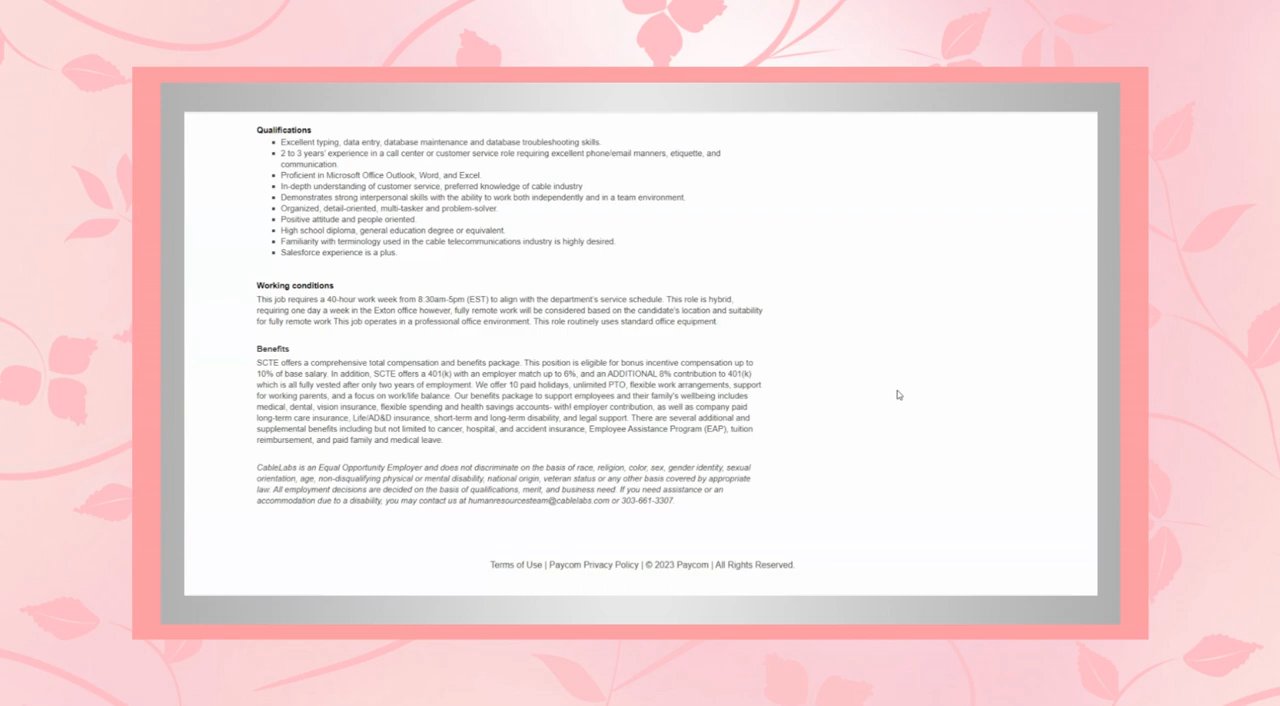 Qualifications
Excellent typing, data entry, database maintenance and database troubleshooting skills.
2 to 3 years' experience in a call center or customer service role requiring excellent phone/email manners, etiquette, and
communication.
Proficient in Microsoft Office Outlook, Word, and Excel.
In-depth understanding of customer service, preferred knowledge of cable industry
Demonstrates strong interpersonal skills with the ability to work both independently and in a team environment.
Organized, detail-oriented, multi-tasker and problem-solver.
Positive attitude and people oriented.
High school diploma, general education degree or equivalent.
Familiarity with terminology used in the cable telecommunications industry is highly desired.
Salesforce experience is a plus.
Working conditions
This job requires a 40-hour work week from 8:30am-5pm (EST) to align with the department's service schedule. This role is hybrid,
requiring one day a week in the Exton office however, fully remote work will be considered based on the candidate's location and suitability
for fully remote work This job operates in a professional office environment. This role routinely uses standard office equipment.
Benefits
SCTE offers a comprehensive total compensation and benefits package. This position is eligible for bonus incentive compensation up to
10% of base salary. In addition, SCTE offers a 401(k) with an employer match up to 6%, and an ADDITIONAL 8% contribution to 401(k)
which is all fully vested after only two years of employment. We offer 10 paid holidays, unlimited PTO, flexible work arrangements, support
for working parents, and a focus on work/life balance. Our benefits package to support employees and their family's wellbeing includes
medical, dental, vision insurance, flexible spending and health savings accounts- with! employer contribution, as well as company paid
long-term care insurance, Life/AD&D insurance, short-term and long-term disability, and legal support. There are several additional and
supplemental benefits including but not limited to cancer, hospital, and accident insurance, Employee Assistance Program (EAP), tuition
reimbursement, and paid family and medical leave.
CableLabs is an Equal Opportunity Employer and does not discriminate on the basis of race, religion, color, sex, gender identity, sexual
orientation, age, non-disqualifying physical or mental disability, national origin, veteran status or any other basis covered by appropriate
law. All employment decisions are decided on the basis of qualifications, merit, and business need. If you need assistance or an
accommodation due to a disability, you may contact us at humanresourcesteam@cablelabs.com or 303-661-3307.
Terms of Use | Paycom Privacy Policy | © 2023 Paycom | All Rights Reserved.